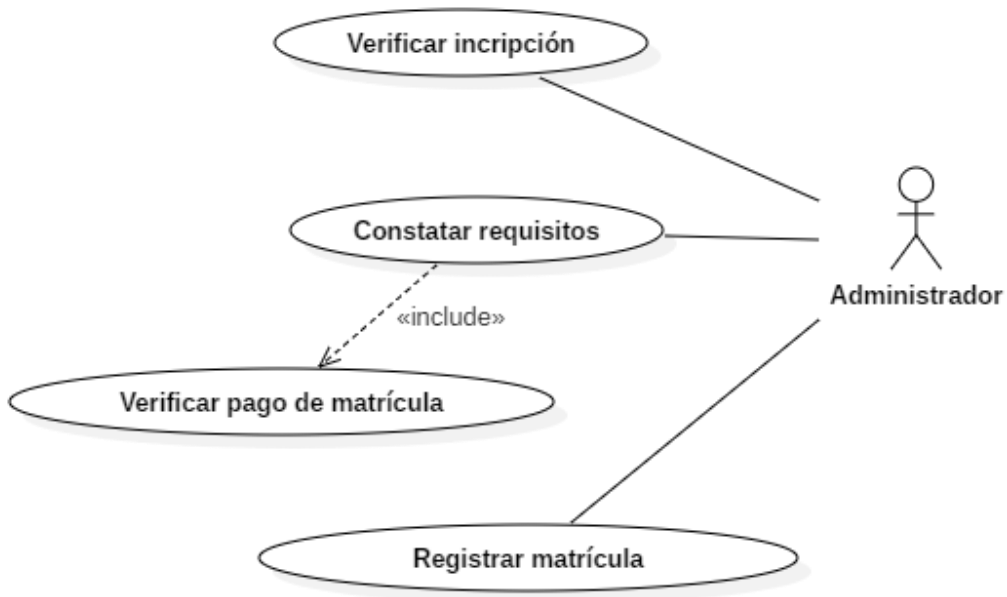 Verificar incripción
Constatar requisitos
Administrador
«include»
Verificar pago de matrícula
Registrar matrícula